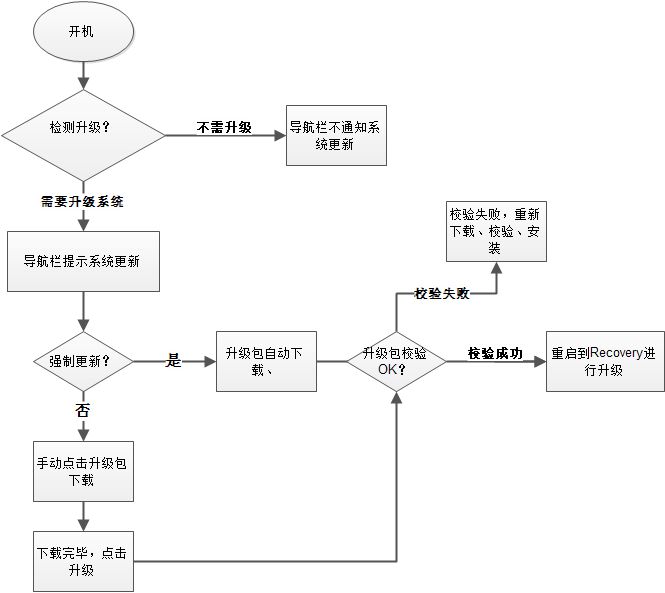 开机
检测升级？
不需升级
导航栏不通知系
统更新
需要升级系统
导航栏提示系统更新
校验失败，重新
下载、校验、安
装
校验失败
强制更新？
是
升级包自动下
载、
升级包校验
OK？
校验成功
重启到Recovery进
行升级
否
手动点击升级包
下载
下载完毕，点击
升级